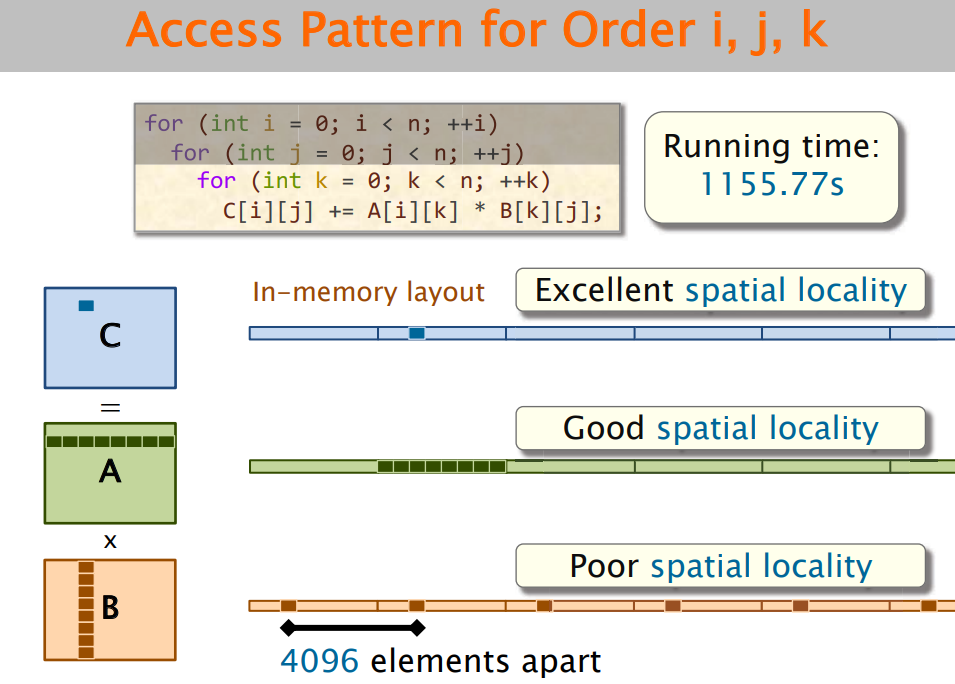 Access Pattern for Order i, j, k
for (int i = 0; i < n; ++i)
for (int j = 0; j < n; ++j)
for (int k = 0; k < n; ++k)
C[i][j] += A[i][k] * B[k][j];
Running time:
1155.77s
In-memory layout
Excellent spatial locality
C
=
Good spatial locality
A
x
Poor spatial locality
B
4096 elements apart